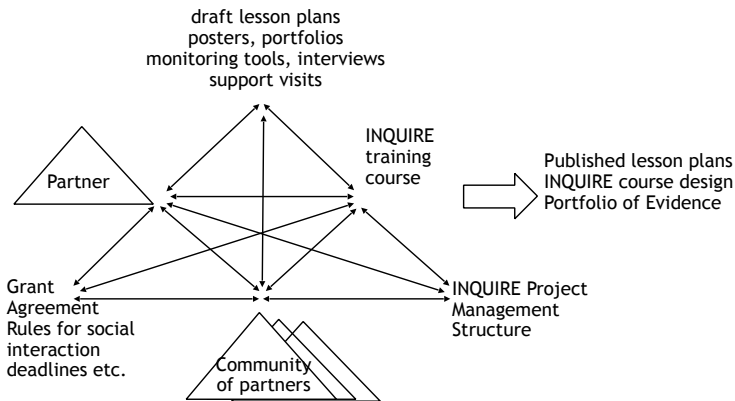 draft lesson plans
posters, portfolios
monitoring tools, interviews
support visits
INQUIRE
training
course
Partner
Published lesson plans
INQUIRE course design
Portfolio of Evidence
Grant
Agreement
Rules for social
interaction
deadlines etc.
INQUIRE Project
Management
Structure
Community
of partners